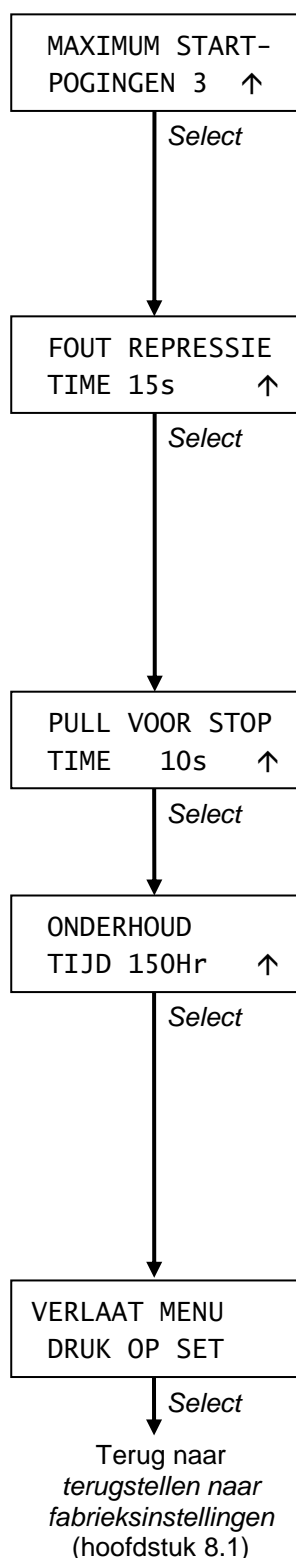 MAXIMUM START-
POGINGEN 3 ↑
Select
FOUT REPRESSIE
TIME 15s ↑
Select
PULL VOOR STOP
TIME 10s ↑
Select
ONDERHOUD
TIJD 150Hr ↑
Select
VERLAAT MENU
DRUK OP SET
Select
Terug naar
terugstellen naar
fabrieksinstellingen
(hoofdstuk 8.1)